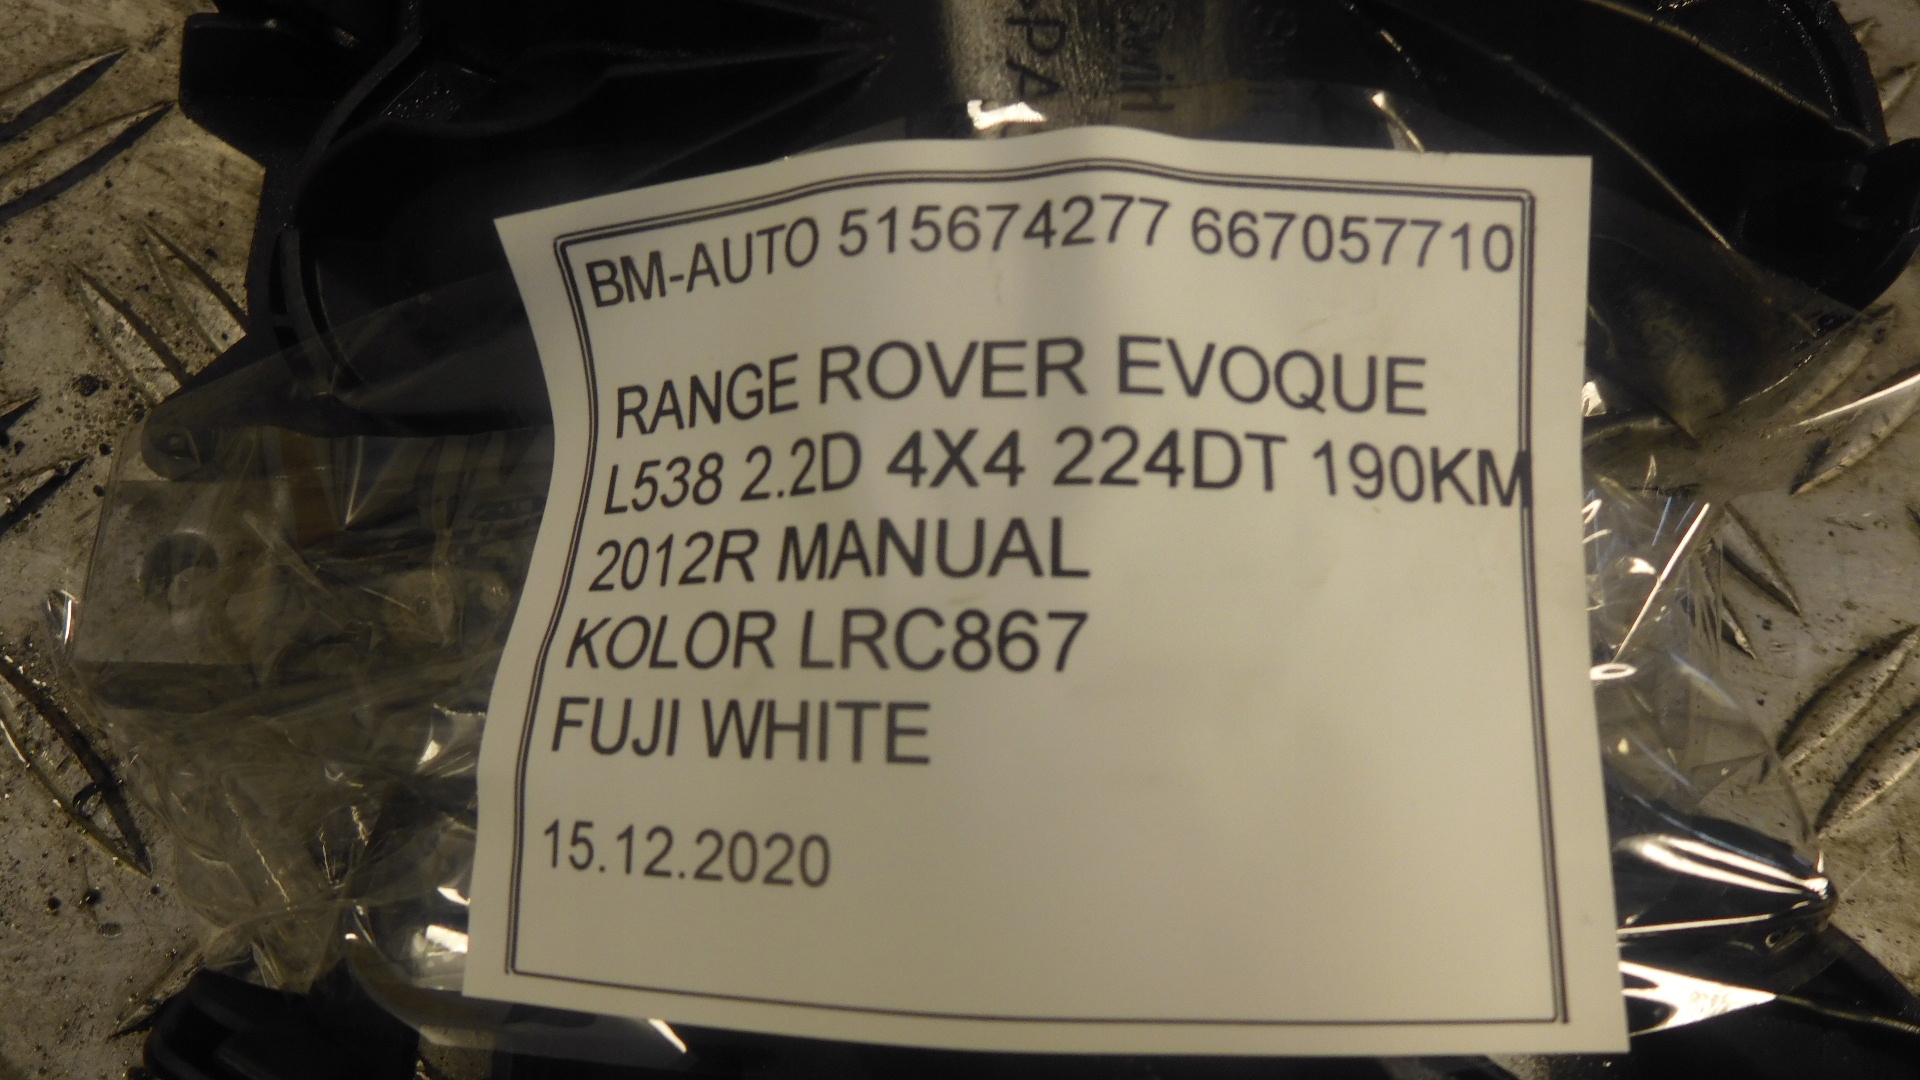 BM-AUTO 515674277 667057710
RANGE ROVER EVOQUE
L538 2.2D 4X4 224DT 190KM
2012R MANUAL
KOLOR LRC867
FUJI WHITE
15.12.2020